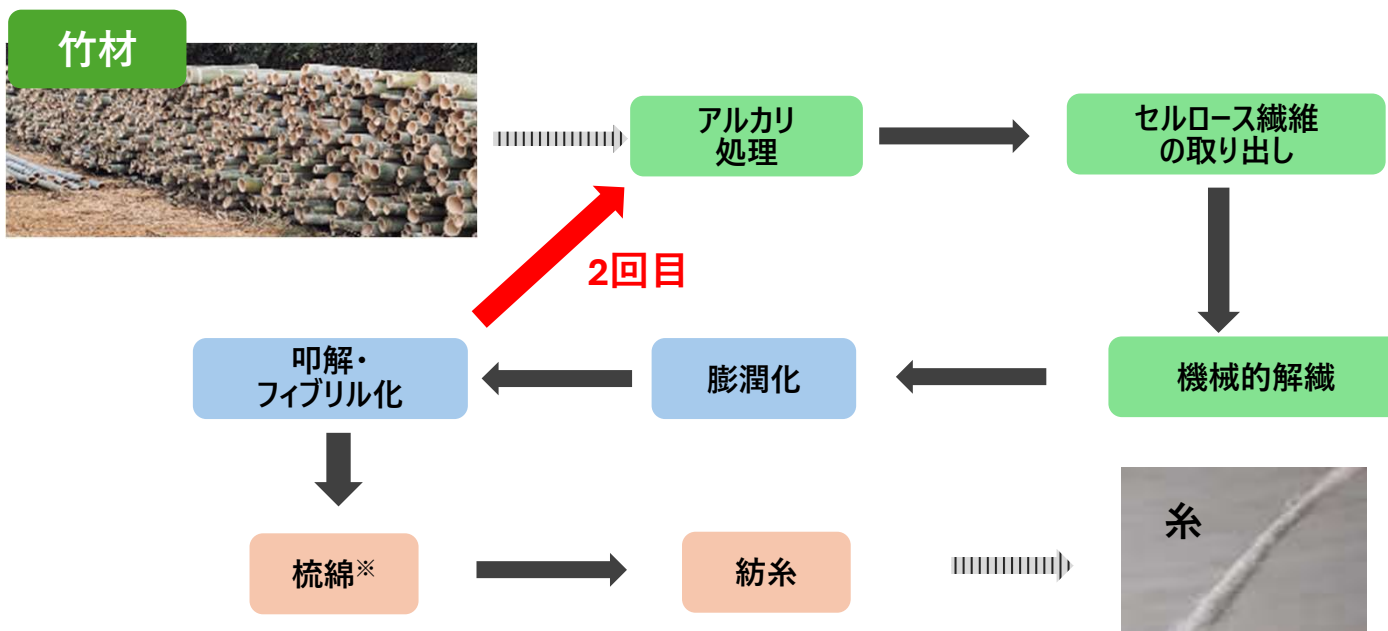 竹材
アルカリ
処理
セルロース繊維
の取り出し
2回目
叩解・
フィブリル化
膨潤化
機械的解繊
梳綿※
紡糸
糸